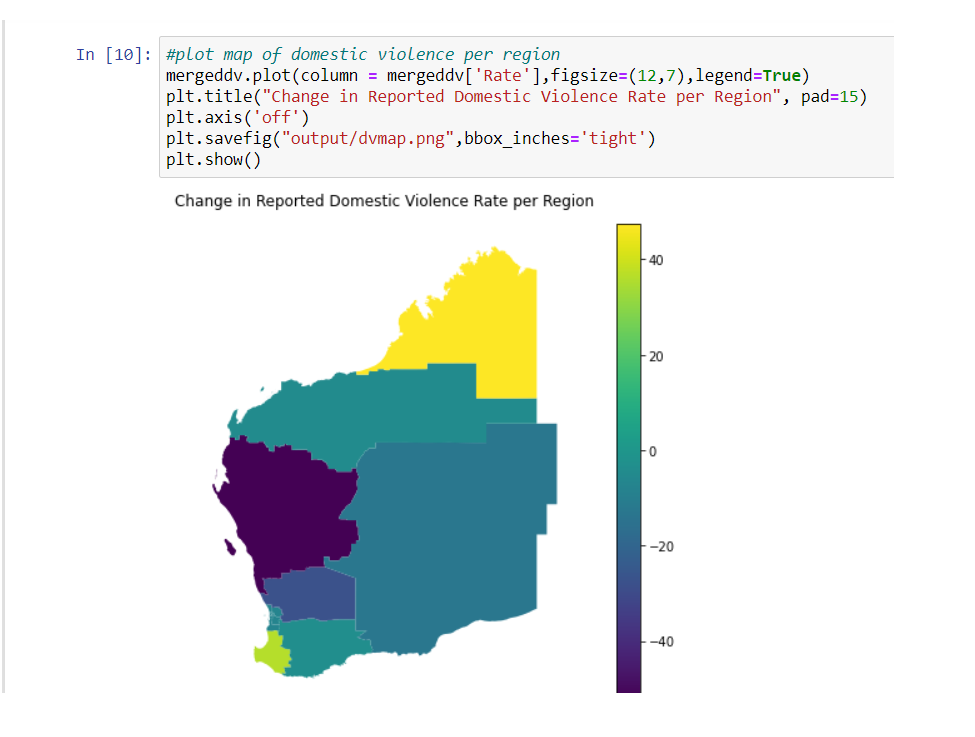 In [10]: #plot map of domestic violence per region
mergeddv.plot(column = mergeddv['Rate'],figsize=(12,7),legend=True)
plt.title("Change in Reported Domestic Violence Rate per Region", pad=15)
plt.axis('off')
plt.savefig("output/dvmap.png",bbox_inches='tight')
plt.show()
Change in Reported Domestic Violence Rate per Region
40
20
0
−20
−40